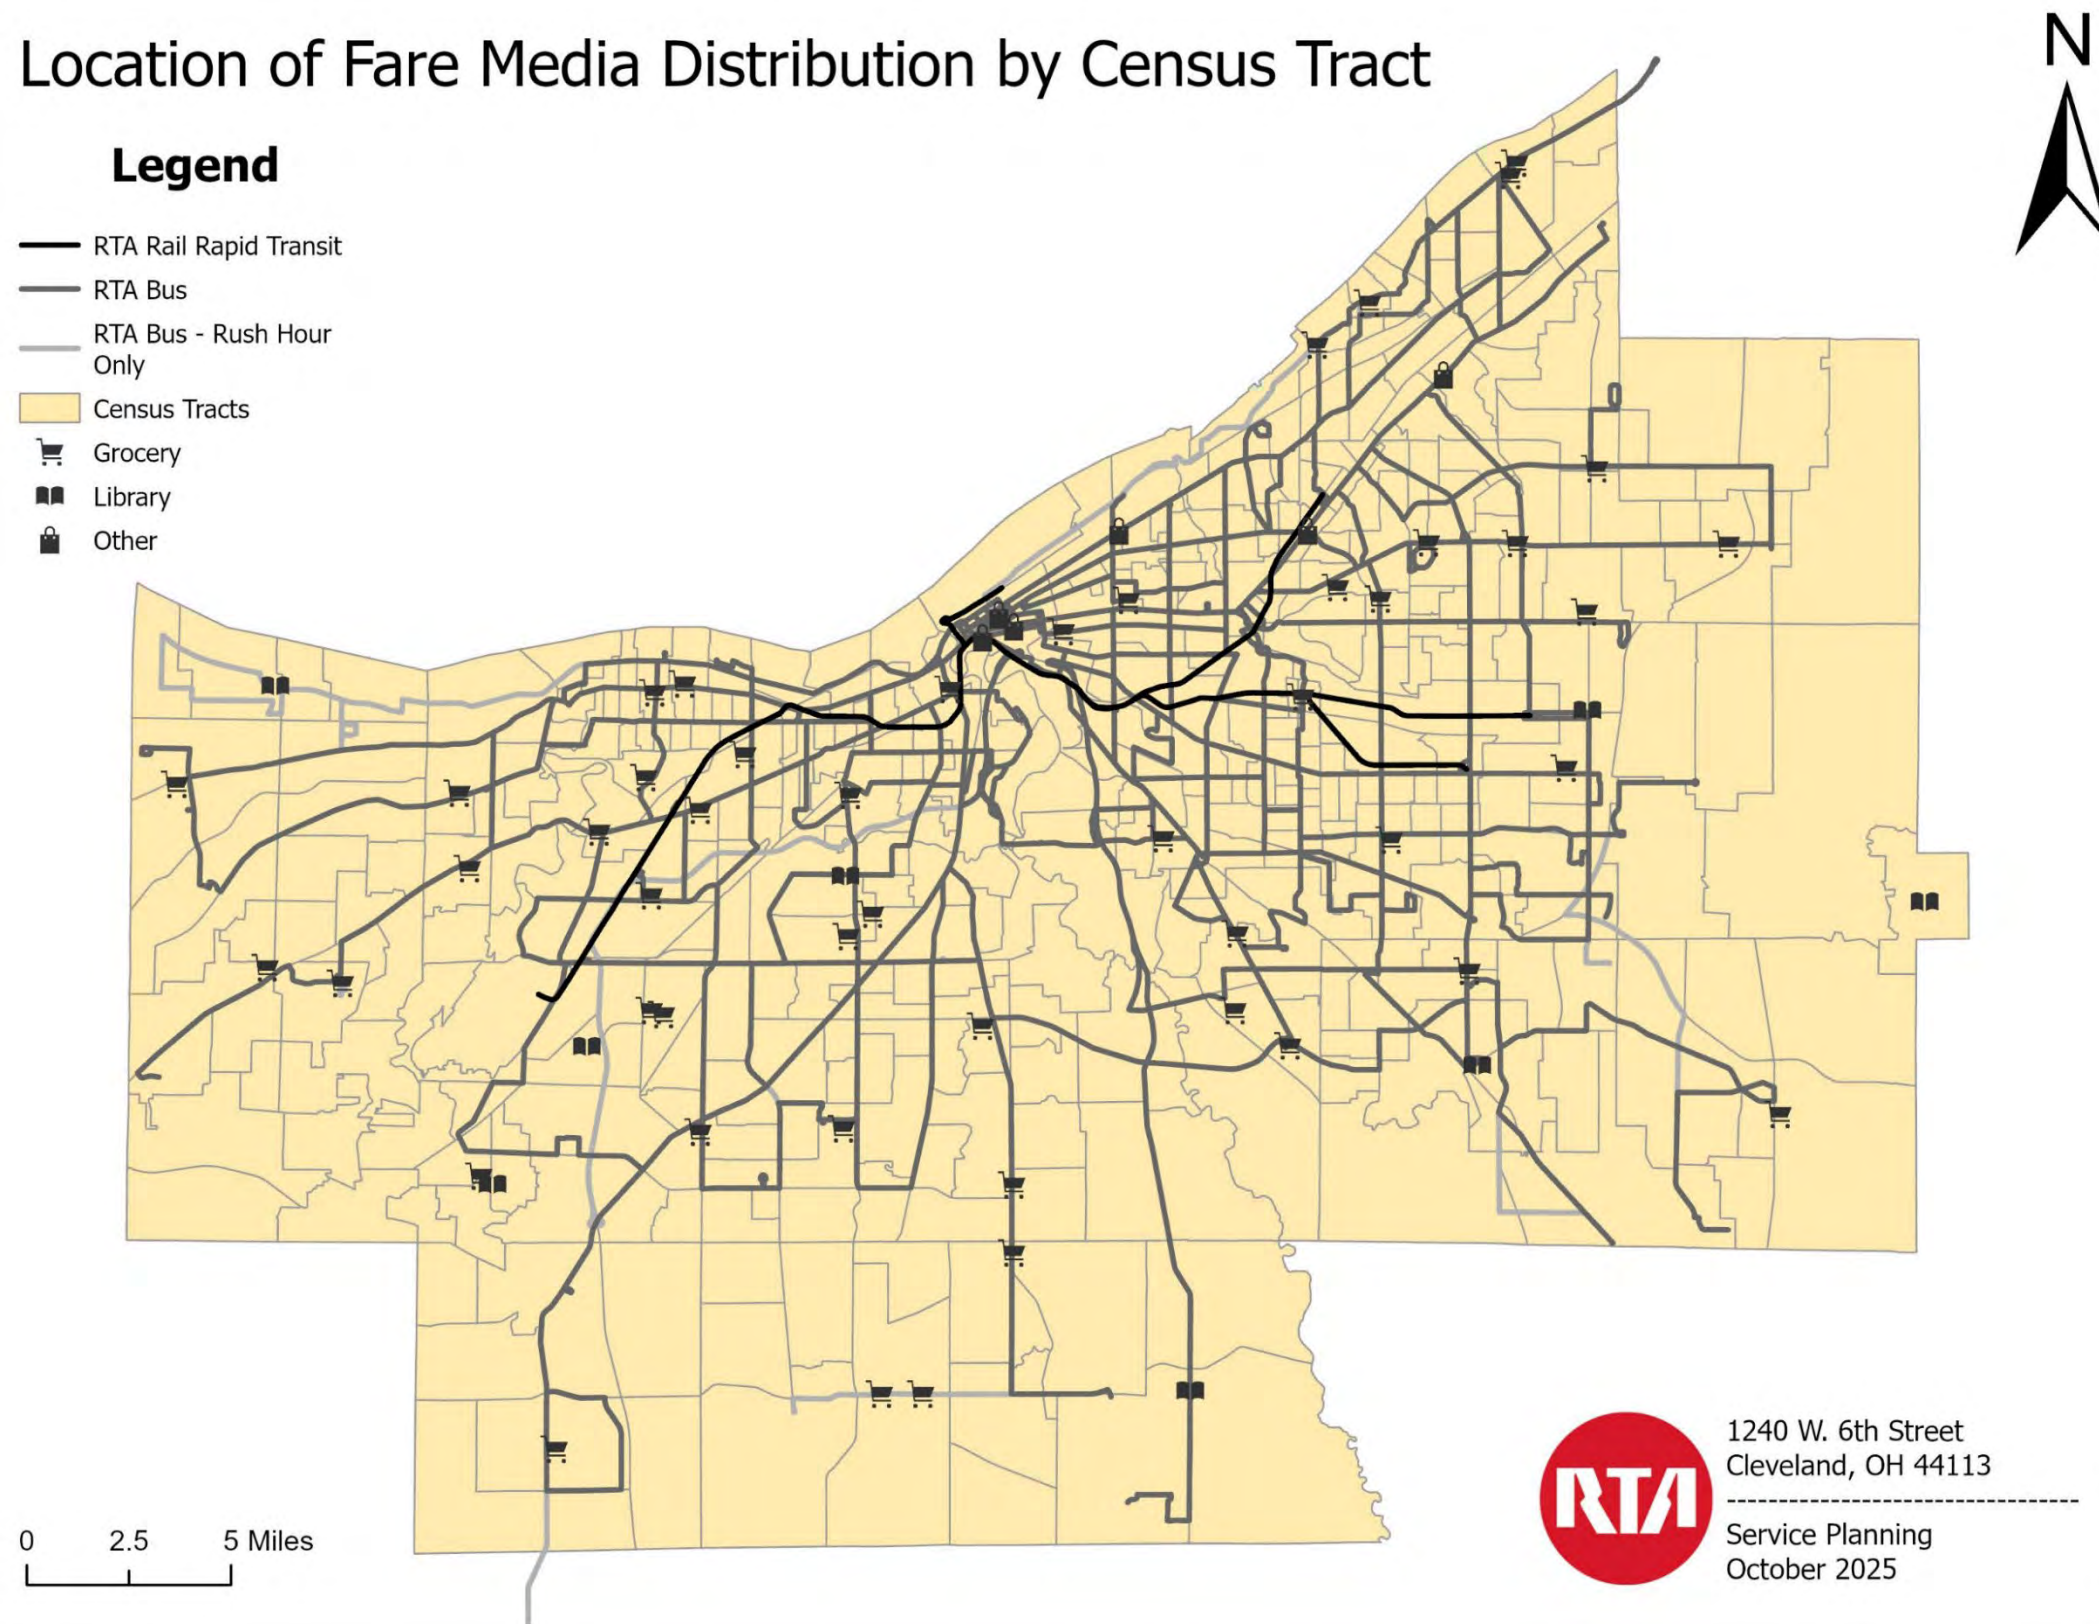 Location of Fare Media Distribution by Census Tract
N
Legend
RTA Rail Rapid Transit
RTA Bus
RTA Bus - Rush Hour
Only
Census Tracts
Grocery
Library
Other
0 2.5 5 Miles
RTA
1240 W. 6th Street
Cleveland, OH 44113
--------------------------------
Service Planning
October 2025